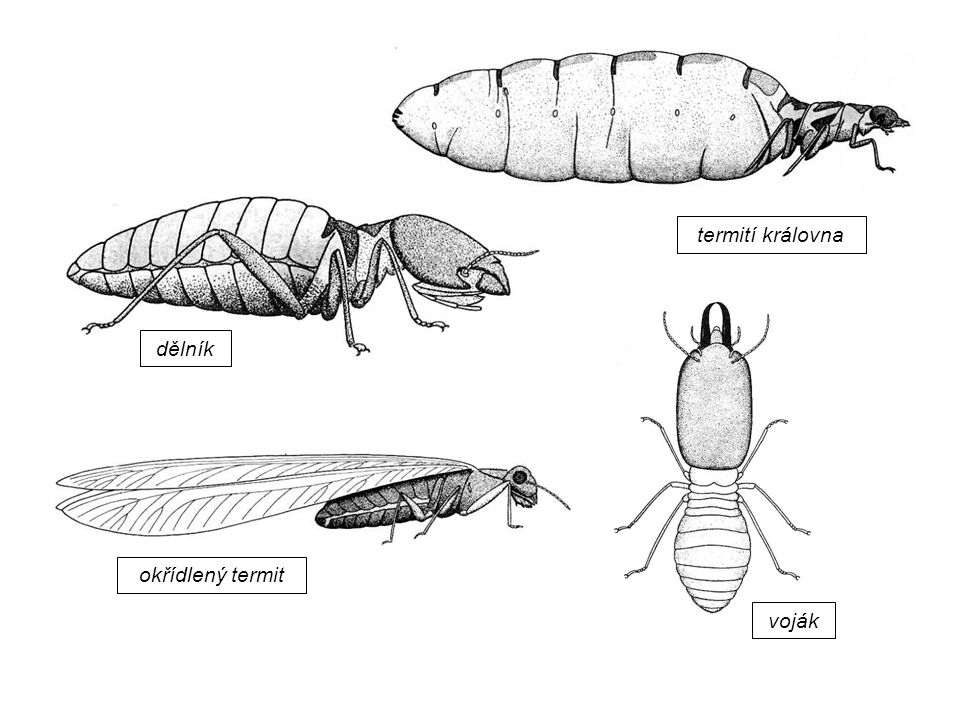 termití královna
dělník
okřídlený termit
voják